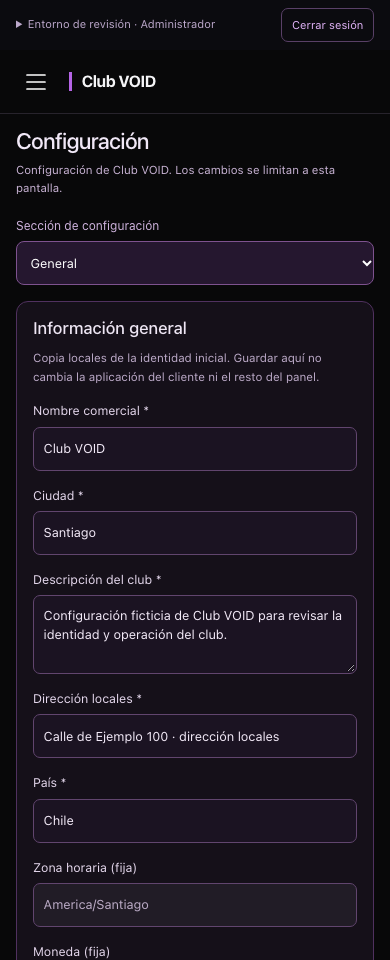 Entorno de revisión · Administrador
Cerrar sesión
Club VOID
Configuración
Configuración de Club VOID. Los cambios se limitan a esta
pantalla.
Sección de configuración
General
Información general
Copia locales de la identidad inicial. Guardar aquí no
cambia la aplicación del cliente ni el resto del panel.
Nombre comercial *
Club VOID
Ciudad *
Santiago
Descripción del club *
Configuración ficticia de Club VOID para revisar la
identidad y operación del club.
Dirección locales *
Calle de Ejemplo 100 · dirección locales
País *
Chile
Zona horaria (fija)
America/Santiago
Moneda (fija)